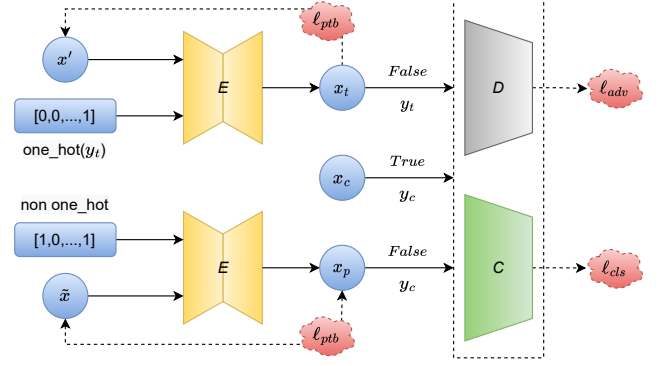 ℓ_ptb
x′
E
x_t
False
y_t
D
ℓ_adv
[0,0,...,1]
one_hot(y_t)
x_c
True
y_c
non one_hot
[1,0,...,1]
E
x_p
False
y_c
C
ℓ_cls
x̃
ℓ_ptb